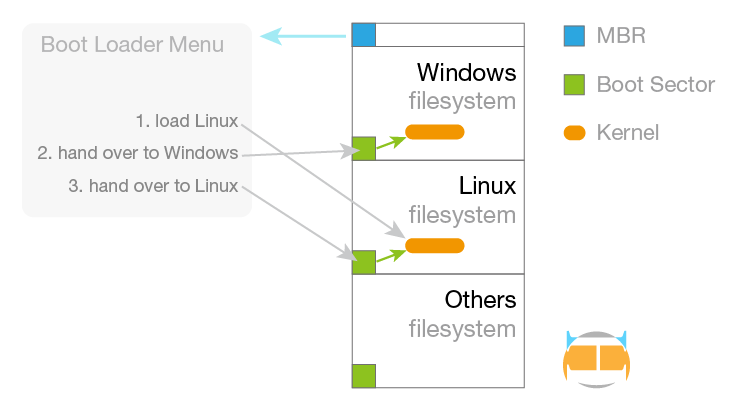 Boot Loader Menu
1. load Linux
2. hand over to Windows
3. hand over to Linux
Windows
filesystem
Linux
filesystem
Others
filesystem
MBR
Boot Sector
Kernel